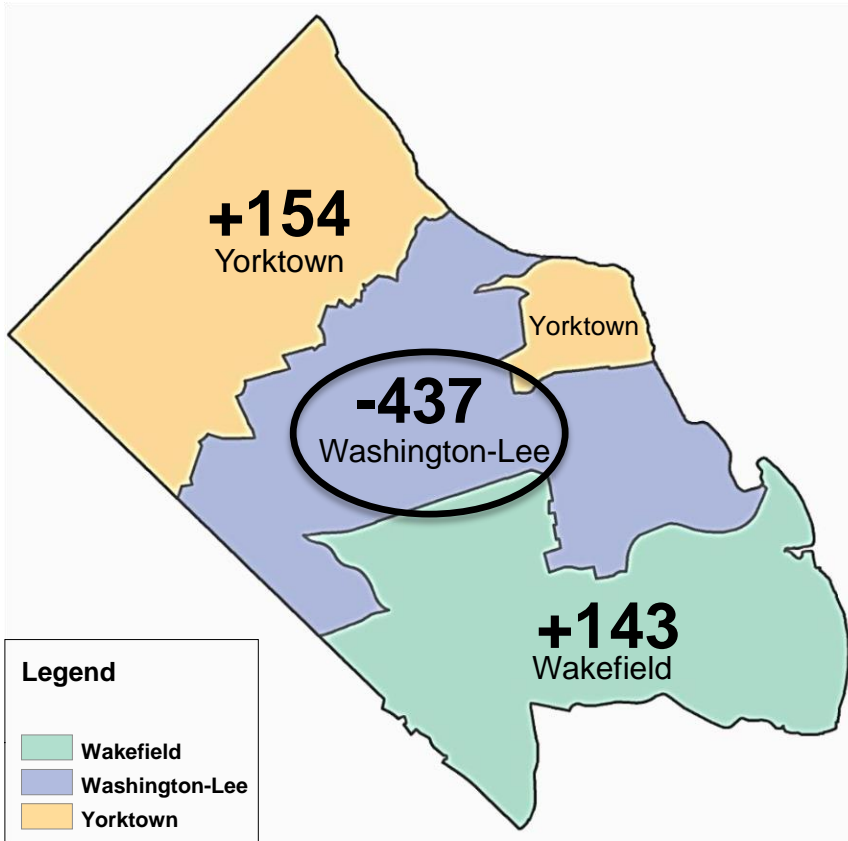 +154
Yorktown
Yorktown
-437
Washington-Lee
+143
Wakefield
Legend
Wakefield
Washington-Lee
Yorktown